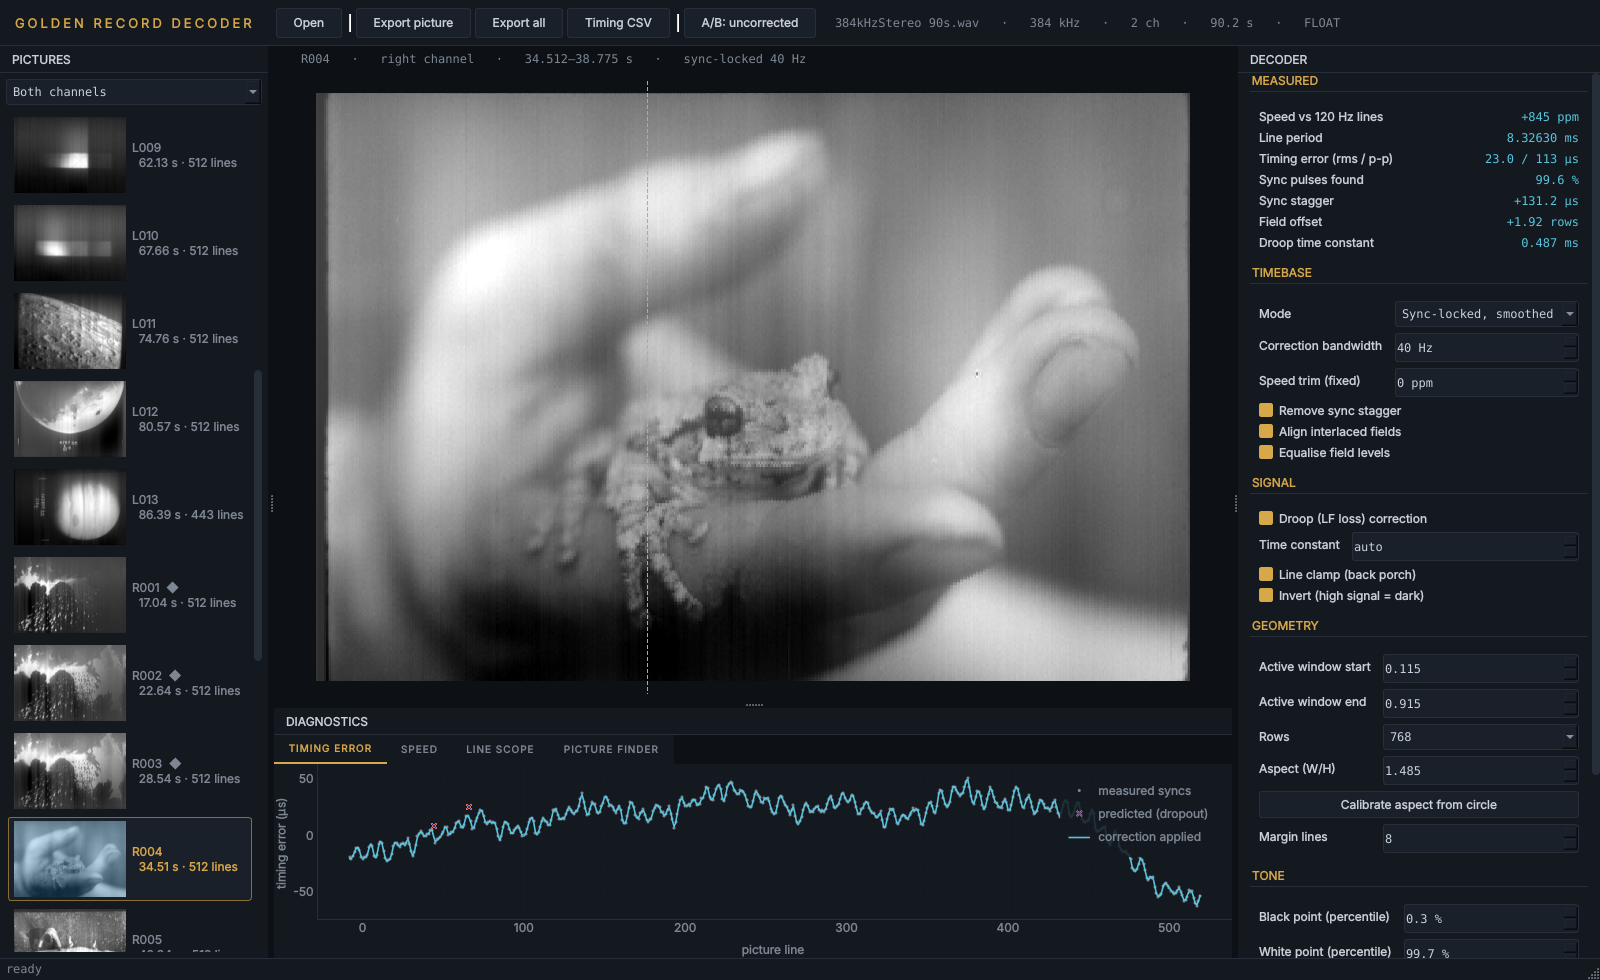 GOLDEN RECORD DECODER
Open
Export picture
Export all
Timing CSV
A/B: uncorrected
384kHzStereo 90s.wav · 384 kHz · 2 ch · 90.2 s · FLOAT
PICTURES
Both channels
L009
62.13 s · 512 lines
L010
67.66 s · 512 lines
L011
74.76 s · 512 lines
L012
80.57 s · 512 lines
L013
86.39 s · 443 lines
R001 ◆
17.04 s · 512 lines
R002 ◆
22.64 s · 512 lines
R003 ◆
28.54 s · 512 lines
R004
34.51 s · 512 lines
R005
R004 · right channel · 34.512–38.775 s · sync-locked 40 Hz
DIAGNOSTICS
TIMING ERROR
SPEED
LINE SCOPE
PICTURE FINDER
timing error (µs)
50
0
-50
measured syncs
predicted (dropout)
correction applied
0 100 200 300 400 500
picture line
DECODER
MEASURED
Speed vs 120 Hz lines +845 ppm
Line period 8.32630 ms
Timing error (rms / p-p) 23.0 / 113 µs
Sync pulses found 99.6 %
Sync stagger +131.2 µs
Field offset +1.92 rows
Droop time constant 0.487 ms
TIMEBASE
Mode Sync-locked, smoothed
Correction bandwidth 40 Hz
Speed trim (fixed) 0 ppm
Remove sync stagger
Align interlaced fields
Equalise field levels
SIGNAL
Droop (LF loss) correction
Time constant auto
Line clamp (back porch)
Invert (high signal = dark)
GEOMETRY
Active window start 0.115
Active window end 0.915
Rows 768
Aspect (W/H) 1.485
Calibrate aspect from circle
Margin lines 8
TONE
Black point (percentile) 0.3 %
White point (percentile) 99.7 %
ready